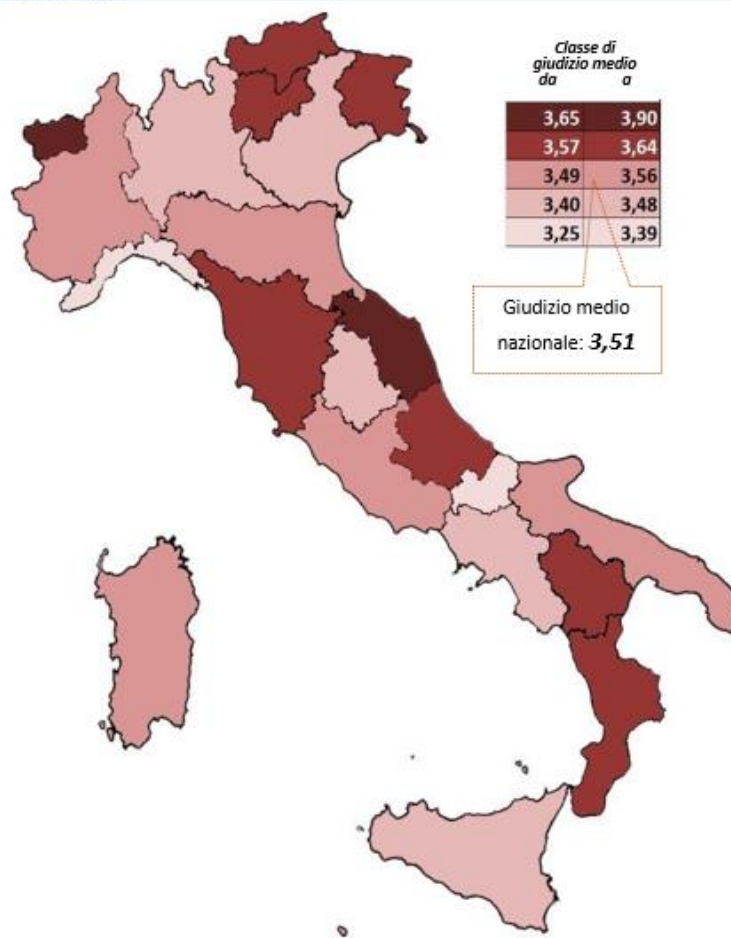 Classe di
giudizio medio
da a
3,65 3,90
3,57 3,64
3,49 3,56
3,40 3,48
3,25 3,39
Giudizio medio
nazionale: 3,51